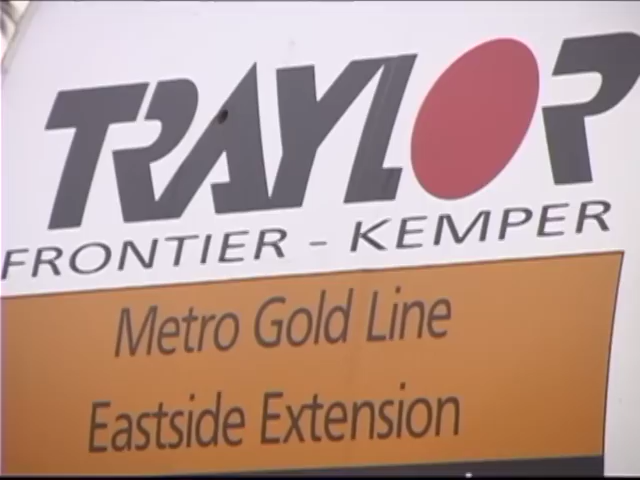 TRAYLOR
FRONTIER - KEMPER
Metro Gold Line
Eastside Extension